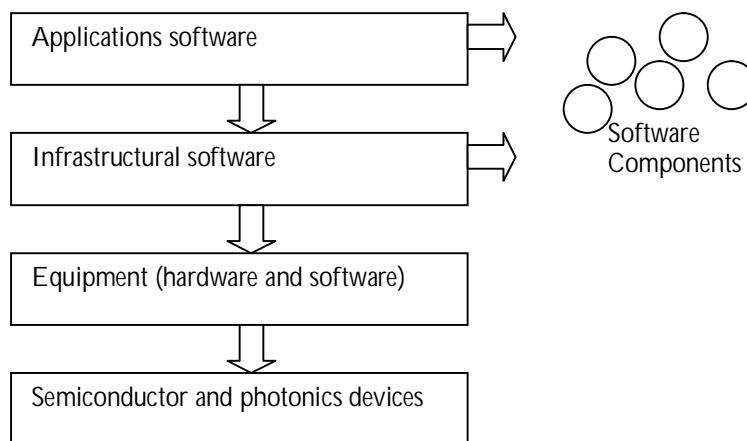 Applications software
Software
Components
Infrastructural software
Equipment (hardware and software)
Semiconductor and photonics devices